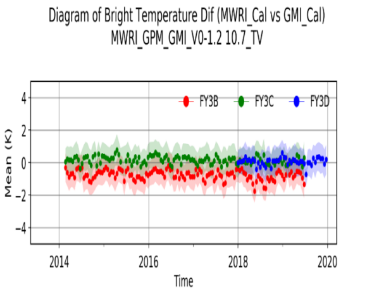 Diagram of Bright Temperature Dif (MWRI_Cal vs GMI_Cal)
MWRI_GPM_GMI_V0-1.2 10.7_TV
FY3B FY3C FY3D
Mean (K)
4
2
0
−2
−4
2014 2016 2018 2020
Time